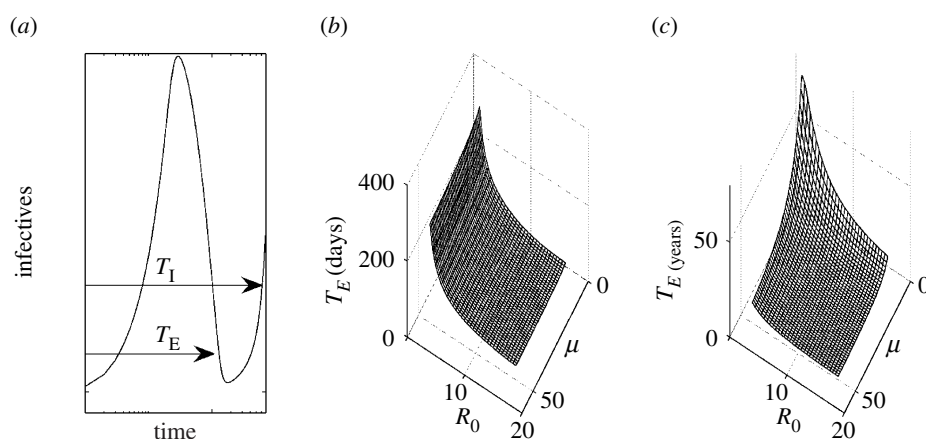 (a)
infectives
T_I
T_E
time
(b)
T_E (days)
400
200
0
10
20
R_0
50
0
μ
(c)
T_E (years)
50
0
10
20
R_0
50
0
μ